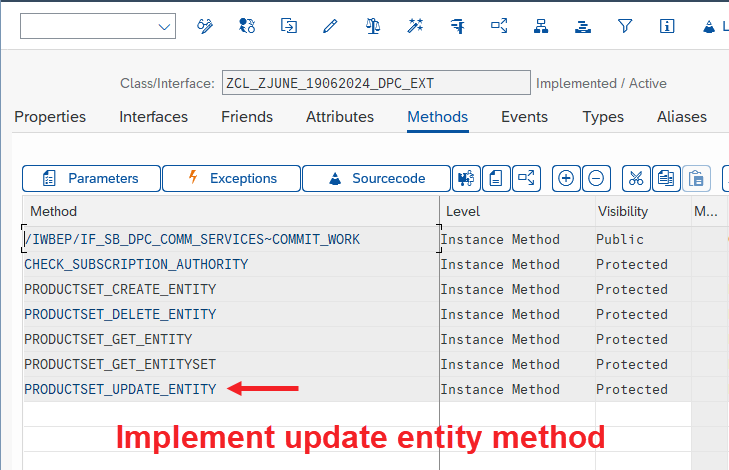 L
Class/Interface: ZCL_ZJUNE_19062024_DPC_EXT Implemented / Active
Properties Interfaces Friends Attributes Methods Events Types Aliases
Parameters Exceptions Sourcecode
Method Level Visibility M...
/IWBEP/IF_SB_DPC_COMM_SERVICES~COMMIT_WORK Instance Method Public
CHECK_SUBSCRIPTION_AUTHORITY Instance Method Protected
PRODUCTSET_CREATE_ENTITY Instance Method Protected
PRODUCTSET_DELETE_ENTITY Instance Method Protected
PRODUCTSET_GET_ENTITY Instance Method Protected
PRODUCTSET_GET_ENTITYSET Instance Method Protected
PRODUCTSET_UPDATE_ENTITY Instance Method Protected
Implement update entity method